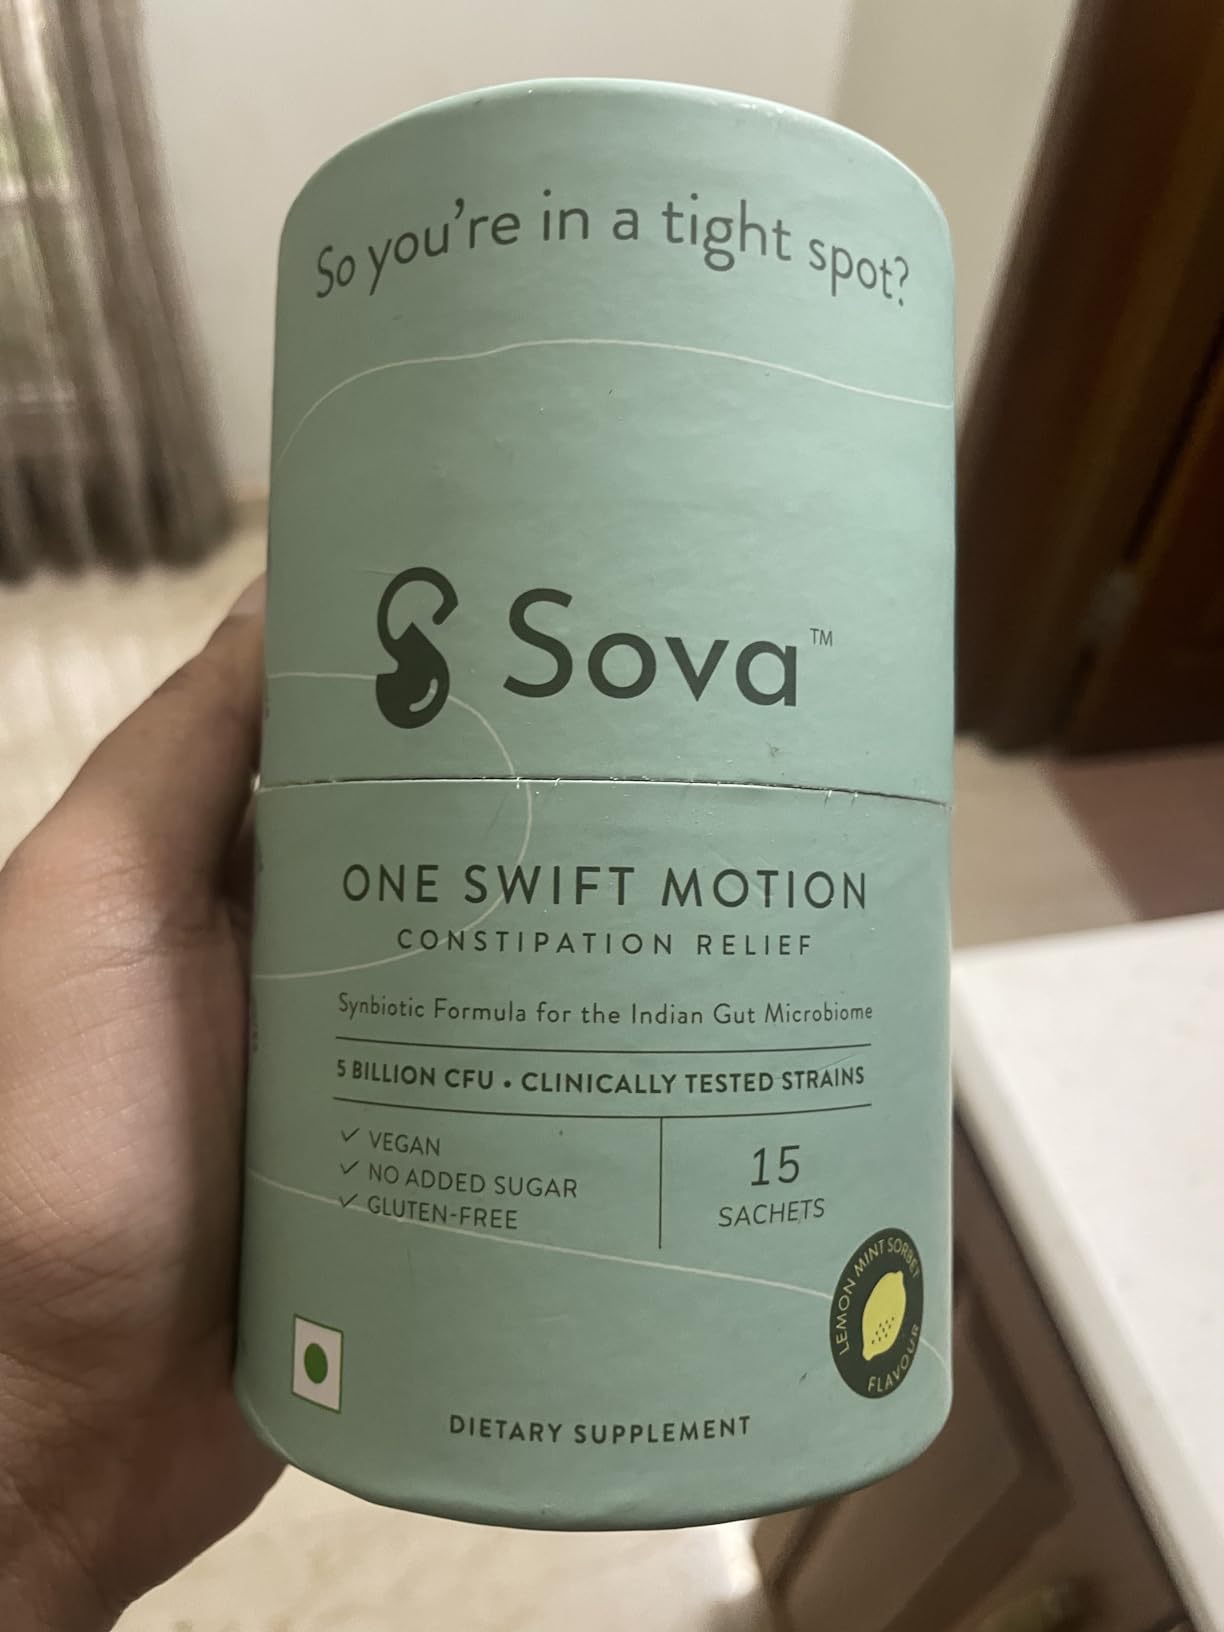 So you're in a tight spot?
Sova™
ONE SWIFT MOTION
CONSTIPATION RELIEF
Synbiotic Formula for the Indian Gut Microbiome
5 BILLION CFU • CLINICALLY TESTED STRAINS
✓ VEGAN
✓ NO ADDED SUGAR
✓ GLUTEN-FREE
15
SACHETS
LEMON MINT SORBET
FLAVOUR
DIETARY SUPPLEMENT